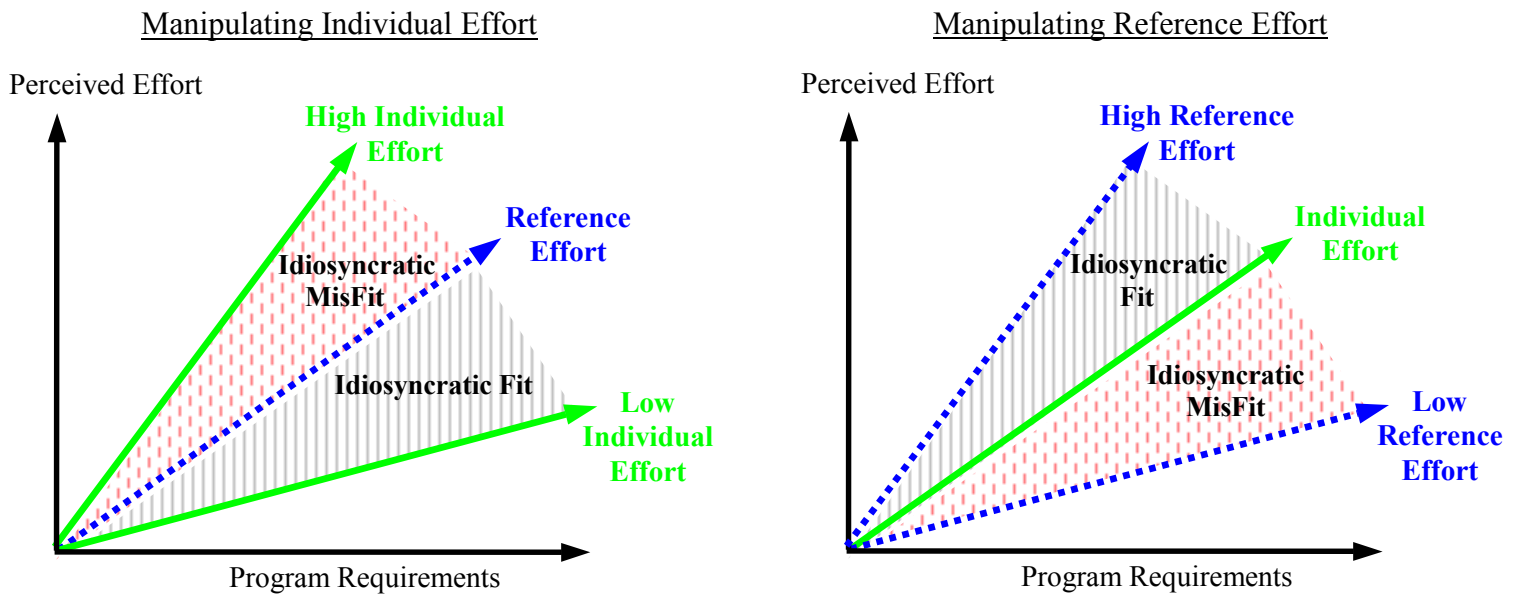 Manipulating Individual Effort
Perceived Effort
High Individual
Effort
Reference
Effort
Idiosyncratic
MisFit
Idiosyncratic Fit
Low
Individual
Effort
Program Requirements
Manipulating Reference Effort
Perceived Effort
High Reference
Effort
Individual
Effort
Idiosyncratic
Fit
Idiosyncratic
MisFit
Low
Reference
Effort
Program Requirements